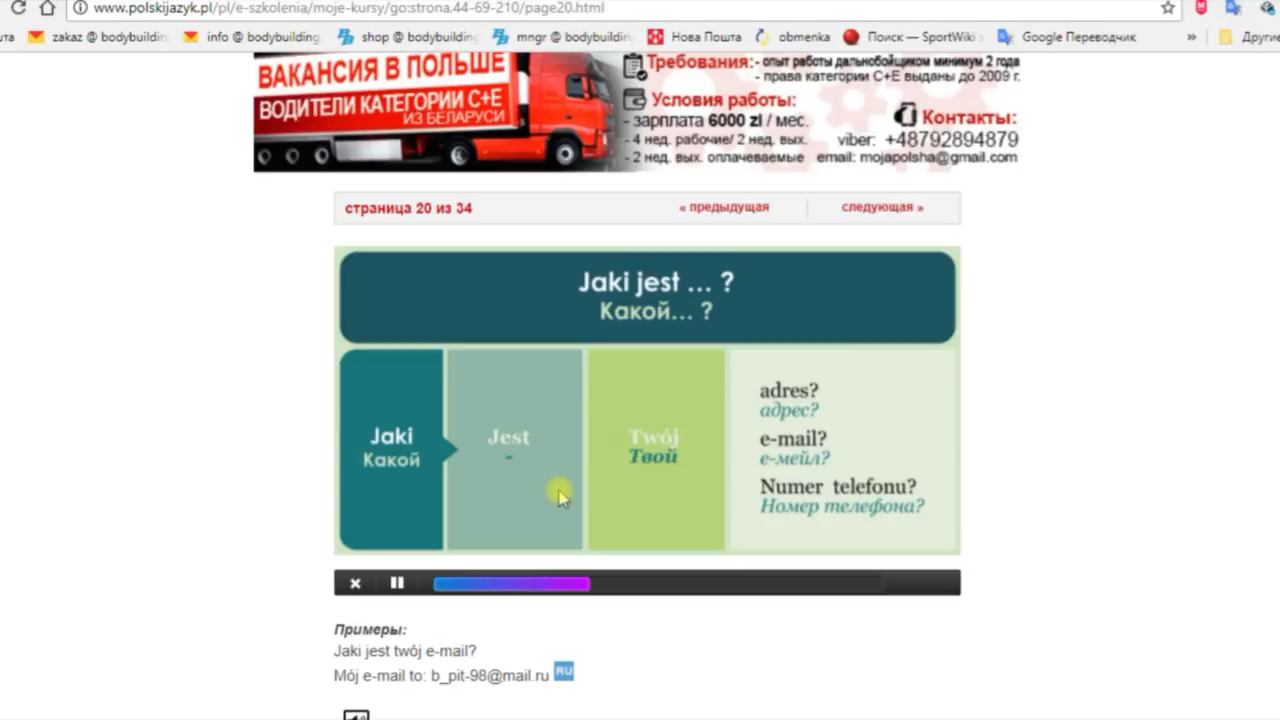 www.polskijazyk.pl/pl/e-szkolenia/moje-kursy/go:strona,44-69-210/page20.html
zakaz @ bodybuilding
info @ bodybuilding
shop @ bodybuilding
mngr @ bodybuilding
Нова Пошта
obmenka
Поиск — SportWiki
Google Переводчик
»
Другие
ВАКАНСИЯ В ПОЛЬШЕ
ВОДИТЕЛИ КАТЕГОРИИ C+E
ИЗ БЕЛАРУСИ
Требования: - опыт работы дальнобойщиком минимум 2 года
- права категории C+E выданы до 2009 г.
Условия работы:
- зарплата 6000 zl / мес.
- 4 нед. рабочие/ 2 нед. вых.
- 2 нед. вых. оплачеваемые
Контакты:
viber: +48792894879
email: mojapolsha@gmail.com
страница 20 из 34
« предыдущая
следующая »
Jaki jest ... ?
Какой... ?
Jaki
Какой
Jest
-
Twój
Твой
adres?
адрес?
e-mail?
е-мейл?
Numer telefonu?
Номер телефона?
Примеры:
Jaki jest twój e-mail?
Mój e-mail to: b_pit-98@mail.ru RU